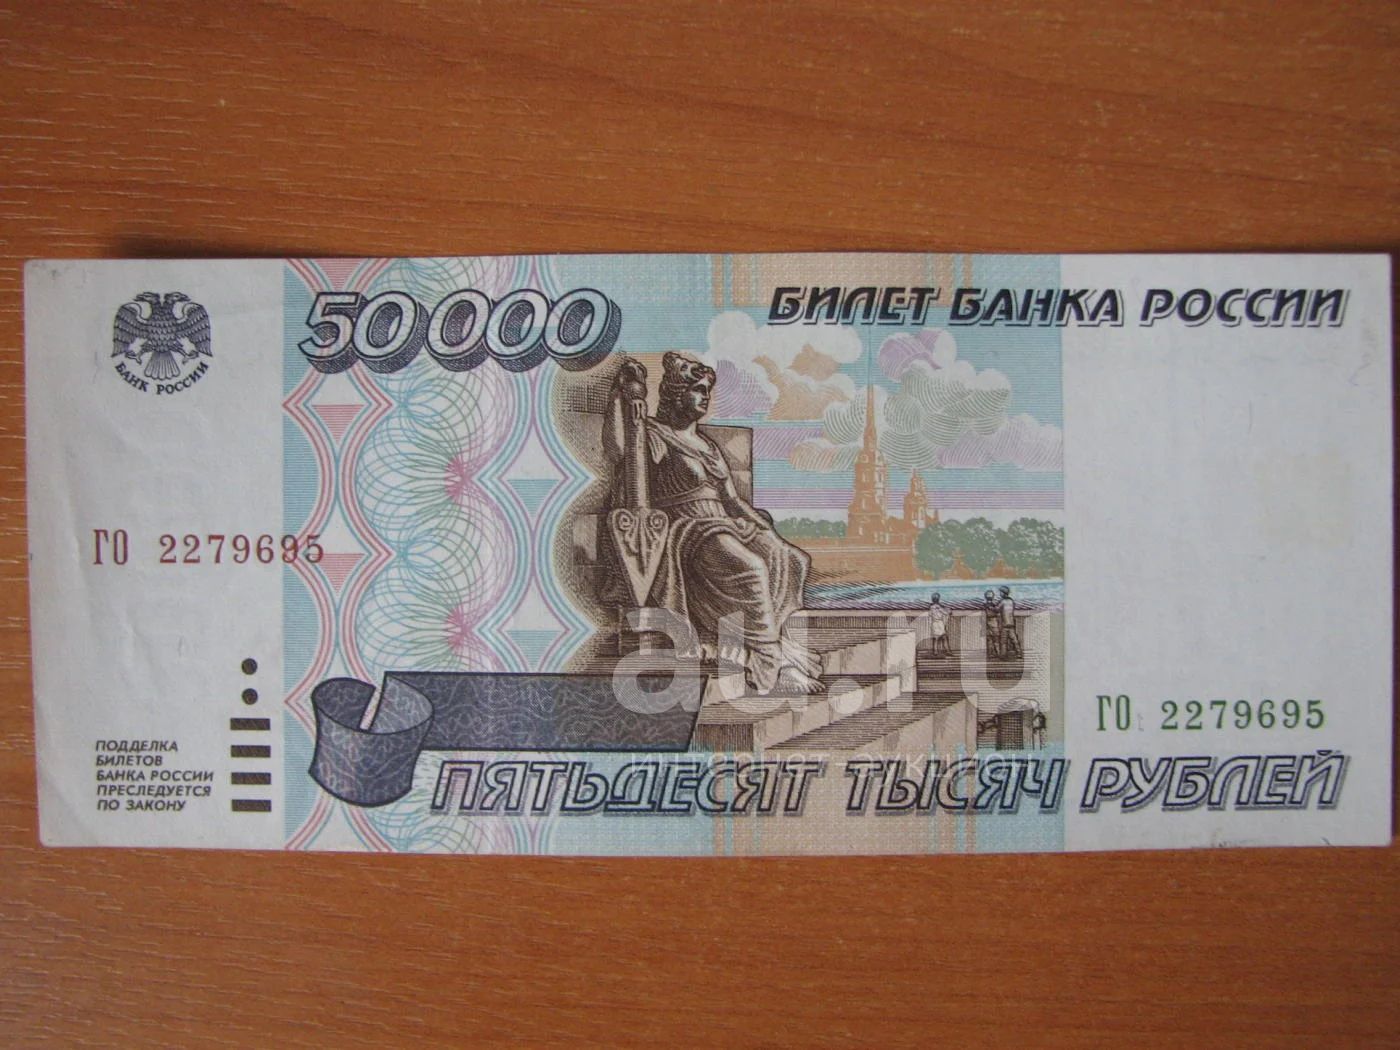 50000
БИЛЕТ БАНКА РОССИИ
БАНК РОССИИ
ГО 2279695
au.ru
ГО 2279695
ПОДДЕЛКА
БИЛЕТОВ
БАНКА РОССИИ
ПРЕСЛЕДУЕТСЯ
ПО ЗАКОНУ
ПЯТЬДЕСЯТ ТЫСЯЧ РУБЛЕЙ